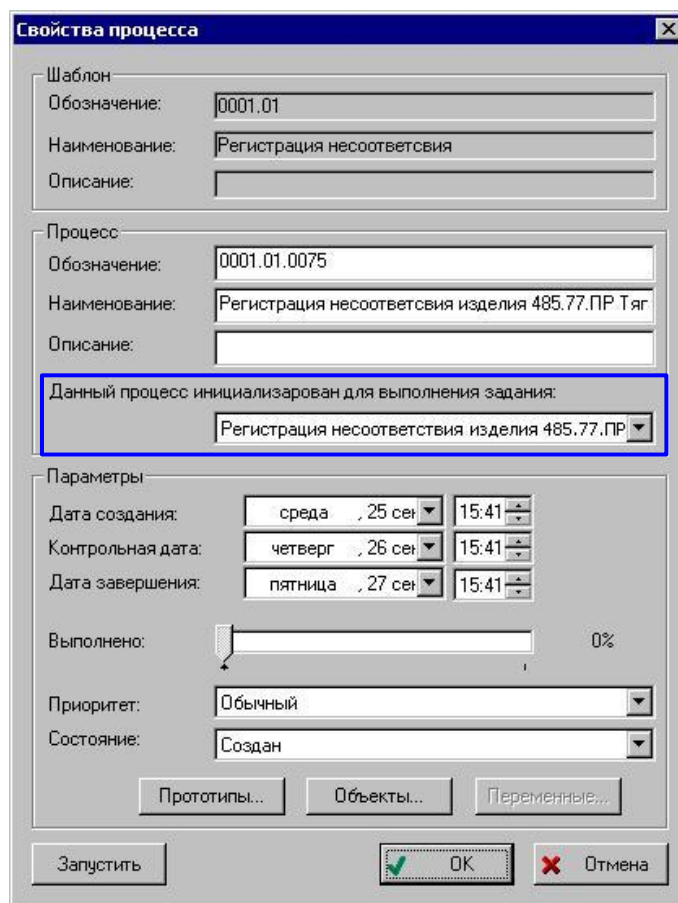 Свойства процесса
Шаблон
Обозначение: 0001.01
Наименование: Регистрация несоответсвия
Описание:
Процесс
Обозначение: 0001.01.0075
Наименование: Регистрация несоответсвия изделия 485.77.ПР Тяг
Описание:
Данный процесс инициализарован для выполнения задания:
Регистрация несоответствия изделия 485.77.ПР
Параметры
Дата создания: среда , 25 сен 15:41
Контрольная дата: четверг , 26 сен 15:41
Дата завершения: пятница , 27 сен 15:41
Выполнено: 0%
Приоритет: Обычный
Состояние: Создан
Прототипы... Объекты... Переменные...
Запустить OK Отмена